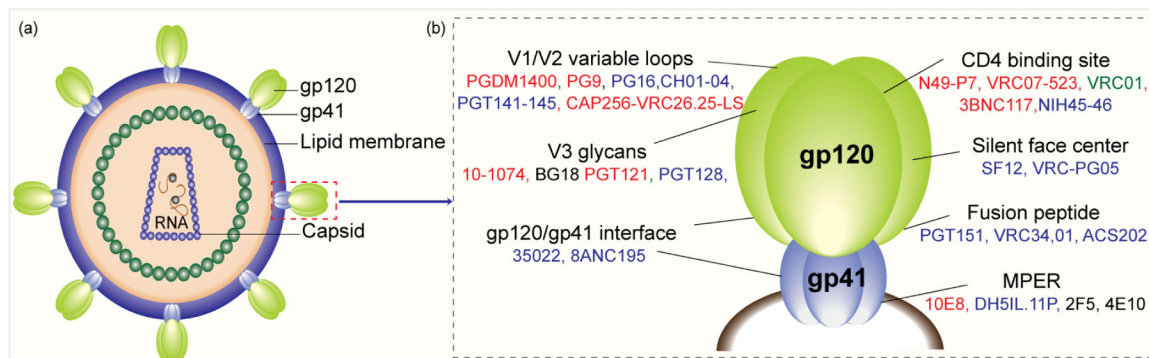 (a)
gp120
gp41
Lipid membrane
RNA
Capsid
(b)
V1/V2 variable loops
PGDM1400, PG9, PG16,CH01-04,
PGT141-145, CAP256-VRC26.25-LS
V3 glycans
10-1074, BG18 PGT121, PGT128,
gp120/gp41 interface
35022, 8ANC195
gp120
gp41
CD4 binding site
N49-P7, VRC07-523, VRC01,
3BNC117,NIH45-46
Silent face center
SF12, VRC-PG05
Fusion peptide
PGT151, VRC34,01, ACS202
MPER
10E8, DH5IL.11P, 2F5, 4E10